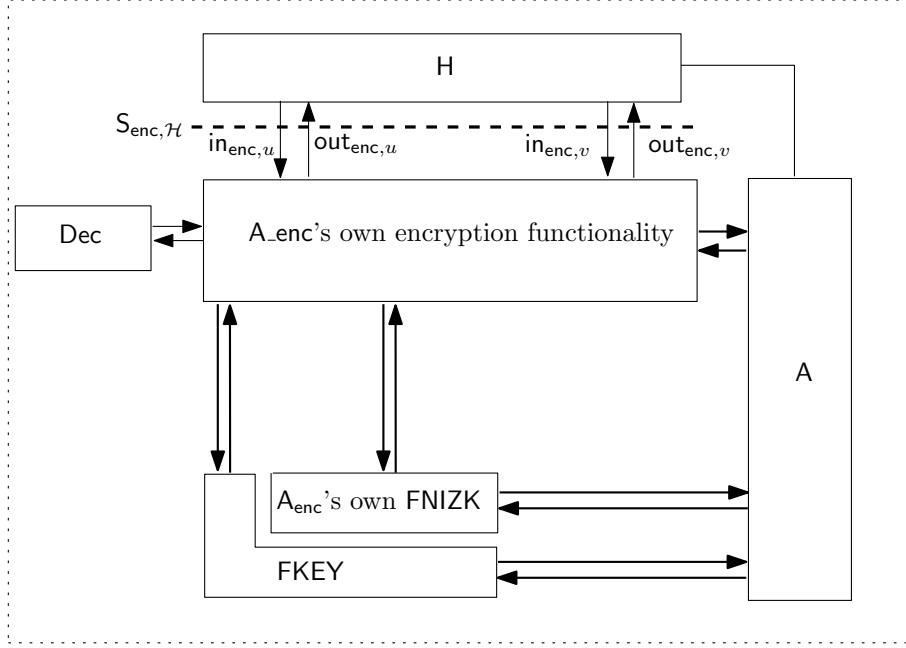 H
S_enc,ℋ
in_enc,u
out_enc,u
in_enc,v
out_enc,v
Dec
A_enc's own encryption functionality
A
A_enc's own FNIZK
FKEY